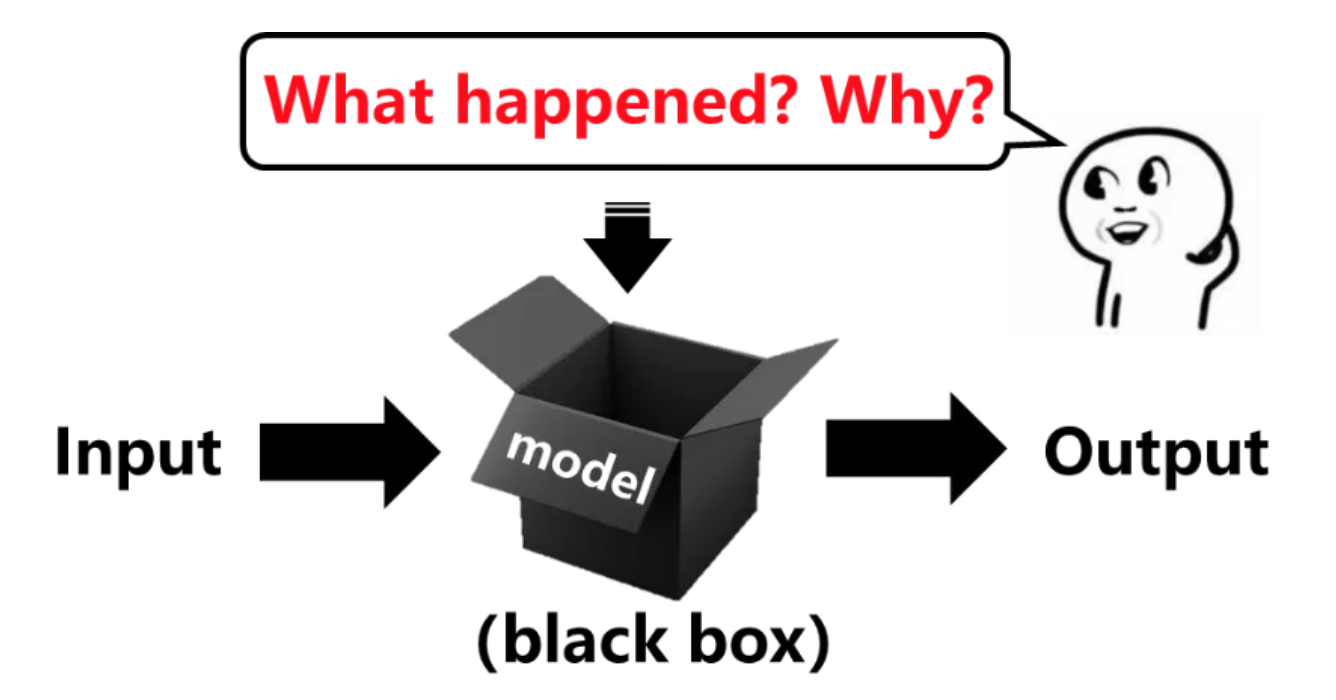 What happened? Why?
Input
model
Output
(black box)